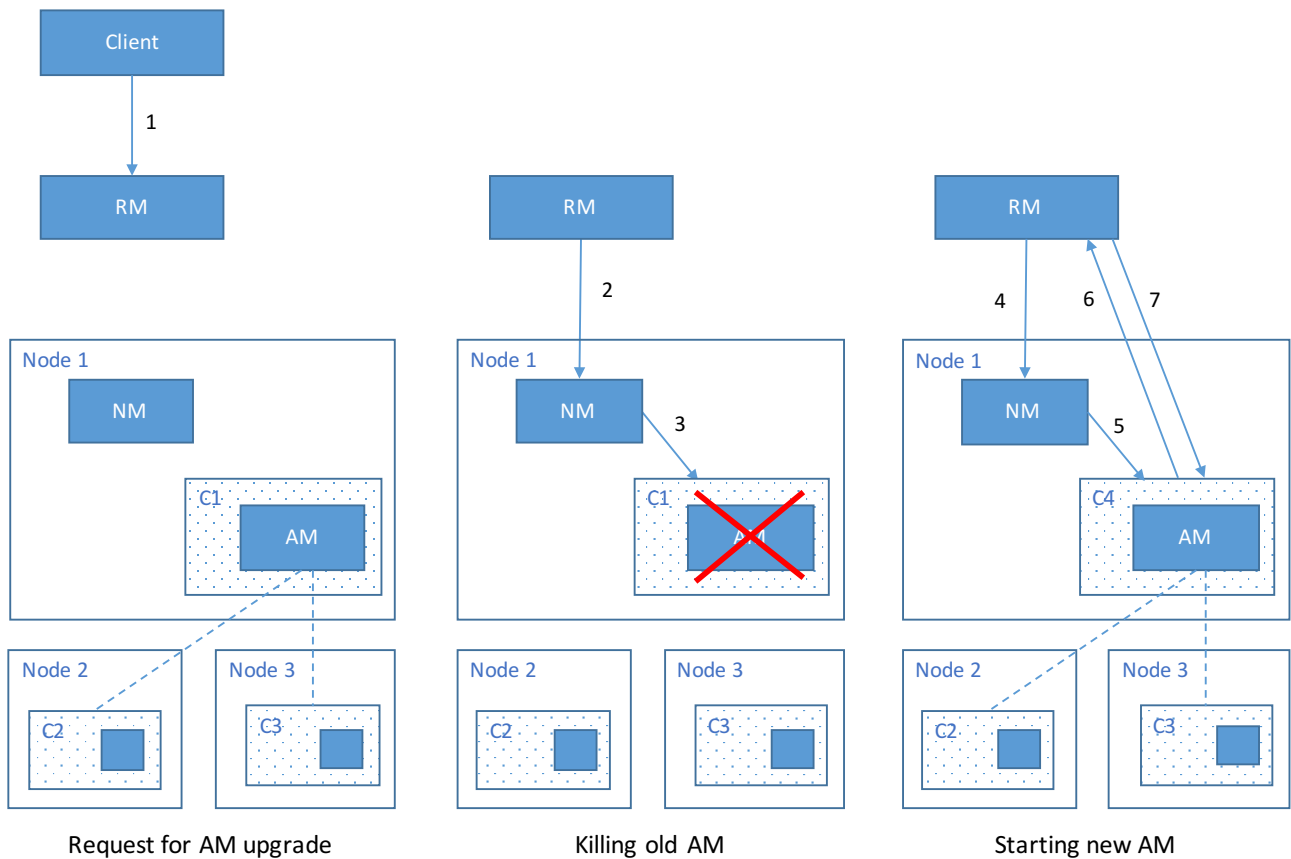 Client
1
RM
Node 1
NM
C1
AM
Node 2
C2
Node 3
C3
Request for AM upgrade
RM
2
Node 1
NM
3
C1
AM
Node 2
C2
Node 3
C3
Killing old AM
RM
4
6
7
Node 1
NM
5
C4
AM
Node 2
C2
Node 3
C3
Starting new AM